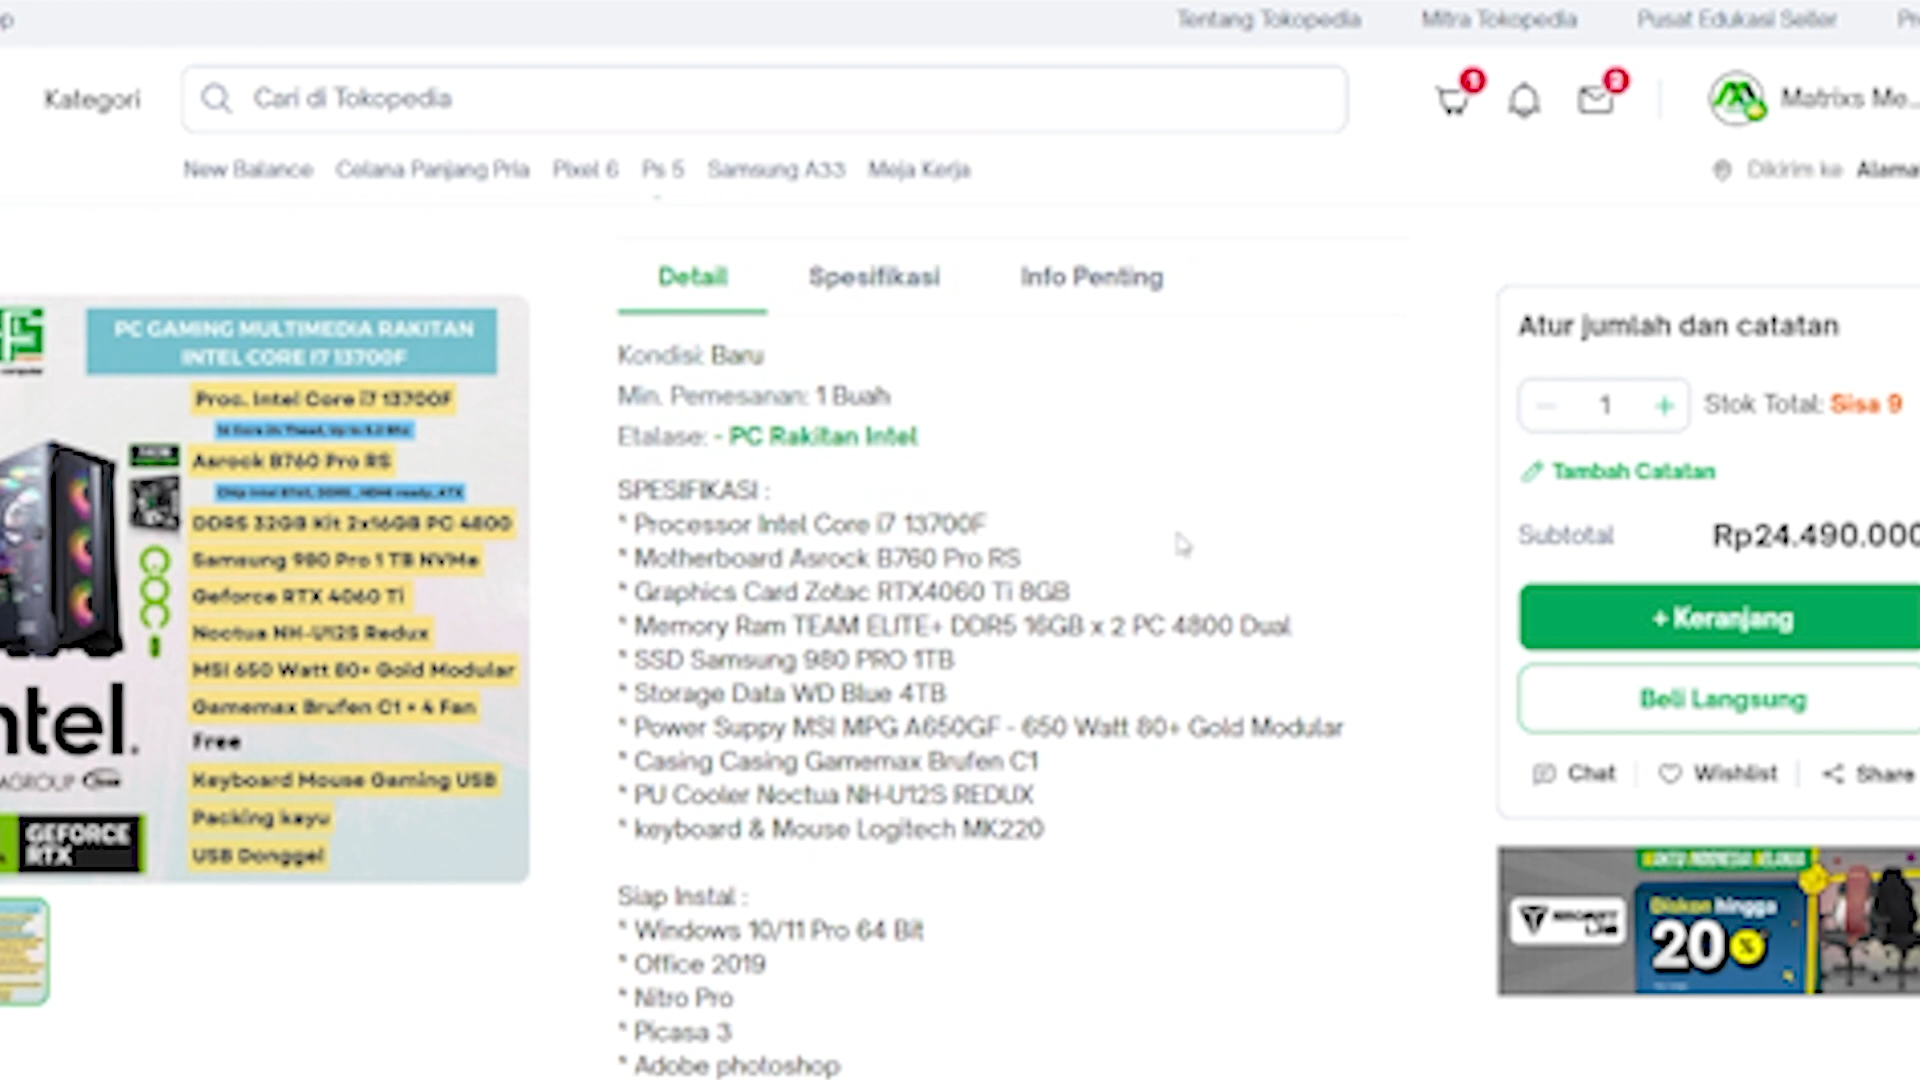 Tentang Tokopedia Mitra Tokopedia Pusat Edukasi Seller
Kategori Cari di Tokopedia 1 Matrixs Me...
New Balance Celana Panjang Pria Pixel 6 Ps 5 Samsung A33 Meja Kerja Dikirim ke Alama
Detail Spesifikasi Info Penting
PC GAMING MULTIMEDIA RAKITAN
INTEL CORE I7 13700F
Proc. Intel Core i7 13700F
Asrock B760 Pro RS
DDR5 32GB Kit 2x16GB PC 4800
Samsung 980 Pro 1 TB NVMe
Geforce RTX 4060 Ti
Noctua NH-U12S Redux
MSI 650 Watt 80+ Gold Modular
Gamemax Brufen C1 + 4 Fan
Free
Keyboard Mouse Gaming USB
Packing kayu
USB Donggel
ntel.
GEFORCE
RTX
Kondisi: Baru
Min. Pemesanan: 1 Buah
Etalase: - PC Rakitan Intel
SPESIFIKASI :
* Processor Intel Core i7 13700F
* Motherboard Asrock B760 Pro RS
* Graphics Card Zotac RTX4060 Ti 8GB
* Memory Ram TEAM ELITE+ DDR5 16GB x 2 PC 4800 Dual
* SSD Samsung 980 PRO 1TB
* Storage Data WD Blue 4TB
* Power Suppy MSI MPG A650GF - 650 Watt 80+ Gold Modular
* Casing Casing Gamemax Brufen C1
* PU Cooler Noctua NH-U12S REDUX
* keyboard & Mouse Logitech MK220
Siap Instal :
* Windows 10/11 Pro 64 Bit
* Office 2019
* Nitro Pro
* Picasa 3
* Adobe photoshop
Atur jumlah dan catatan
1 Stok Total: Sisa 9
Tambah Catatan
Subtotal Rp24.490.000
+ Keranjang
Beli Langsung
Chat Wishlist Share
Diskon hingga
20 %